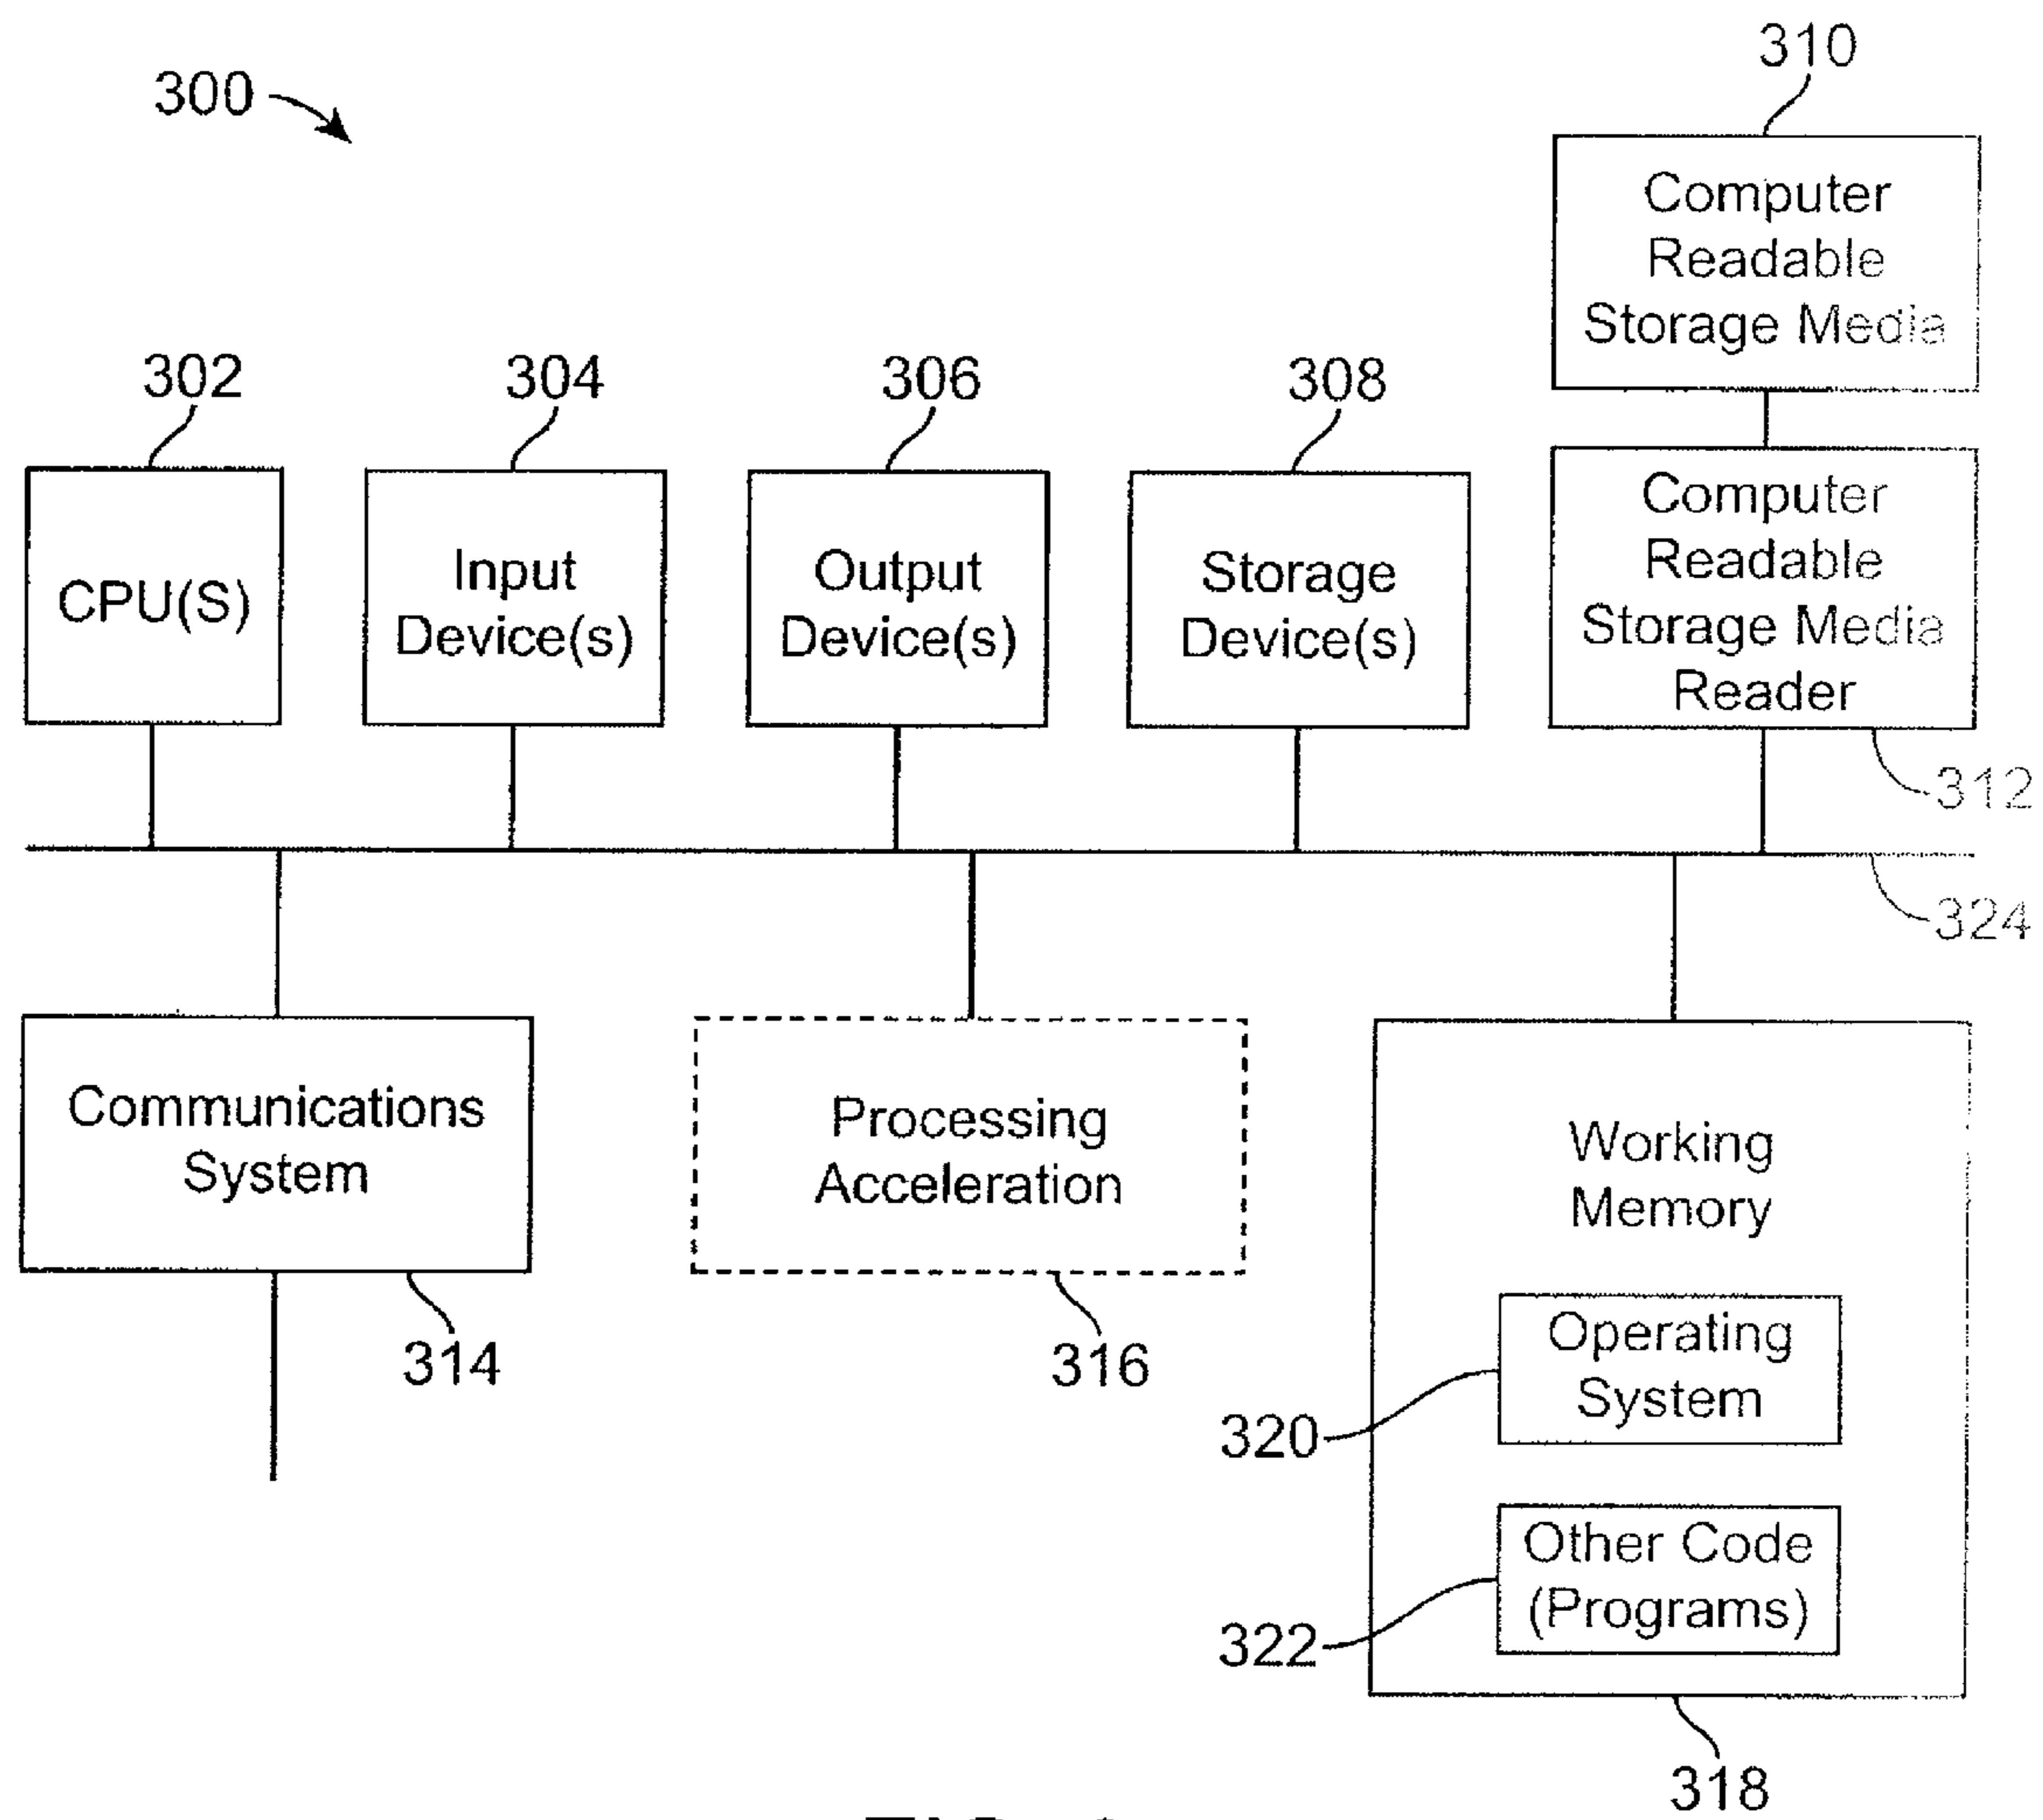 300
310
Computer
Readable
Storage Media
302
304
306
308
CPU(S)
Input
Device(s)
Output
Device(s)
Storage
Device(s)
Computer
Readable
Storage Media
Reader
312
324
Communications
System
314
Processing
Acceleration
316
Working
Memory
Operating
System
320
Other Code
(Programs)
322
318